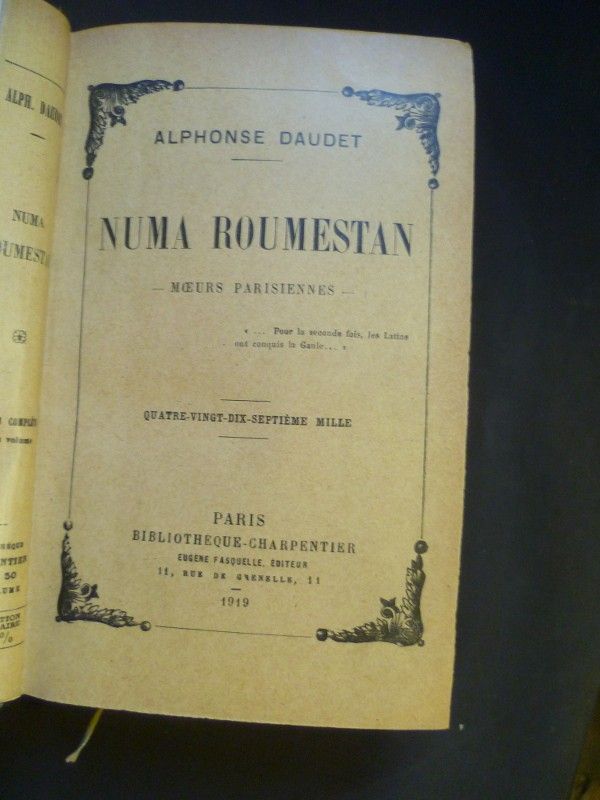 ALPH. DAUDET
NUMA
ROUMESTAN
ALPHONSE DAUDET
NUMA ROUMESTAN
— MŒURS PARISIENNES —
« ... Pour la seconde fois, les Latins
ont conquis la Gaule... »
QUATRE-VINGT-DIX-SEPTIÈME MILLE
PARIS
BIBLIOTHÈQUE-CHARPENTIER
EUGÈNE FASQUELLE, ÉDITEUR
11, RUE DE GRENELLE, 11
1919